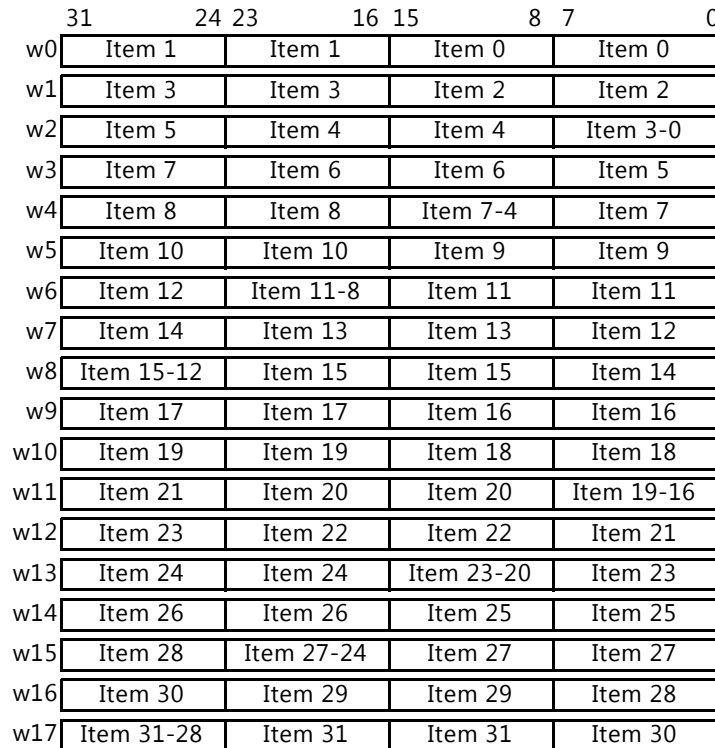 31 24 23 16 15 8 7 0
w0 Item 1 Item 1 Item 0 Item 0
w1 Item 3 Item 3 Item 2 Item 2
w2 Item 5 Item 4 Item 4 Item 3-0
w3 Item 7 Item 6 Item 6 Item 5
w4 Item 8 Item 8 Item 7-4 Item 7
w5 Item 10 Item 10 Item 9 Item 9
w6 Item 12 Item 11-8 Item 11 Item 11
w7 Item 14 Item 13 Item 13 Item 12
w8 Item 15-12 Item 15 Item 15 Item 14
w9 Item 17 Item 17 Item 16 Item 16
w10 Item 19 Item 19 Item 18 Item 18
w11 Item 21 Item 20 Item 20 Item 19-16
w12 Item 23 Item 22 Item 22 Item 21
w13 Item 24 Item 24 Item 23-20 Item 23
w14 Item 26 Item 26 Item 25 Item 25
w15 Item 28 Item 27-24 Item 27 Item 27
w16 Item 30 Item 29 Item 29 Item 28
w17 Item 31-28 Item 31 Item 31 Item 30